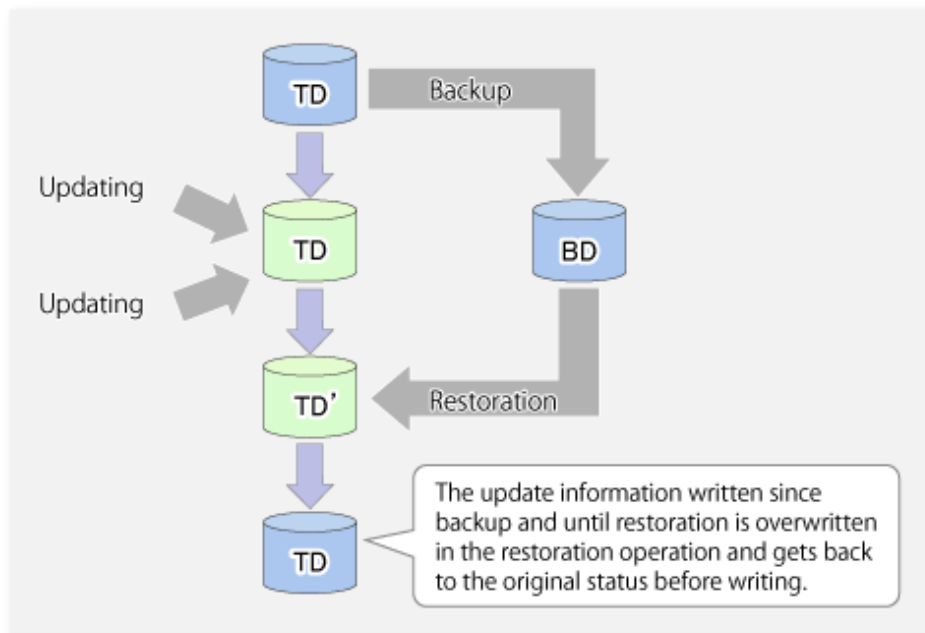 TD
Backup
Updating
TD
BD
Updating
TD’
Restoration
The update information written since
backup and until restoration is overwritten
in the restoration operation and gets back
to the original status before writing.
TD